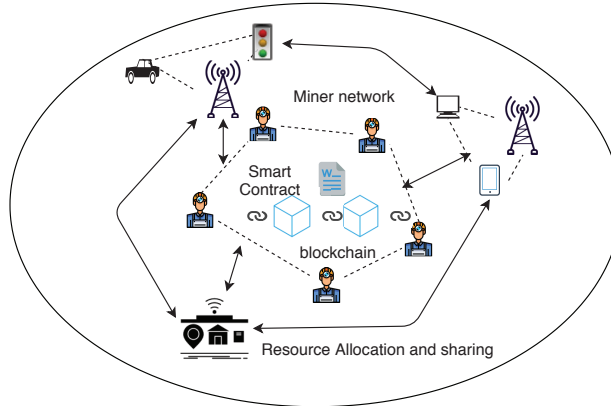 Miner network
Smart
Contract
W
blockchain
Resource Allocation and sharing